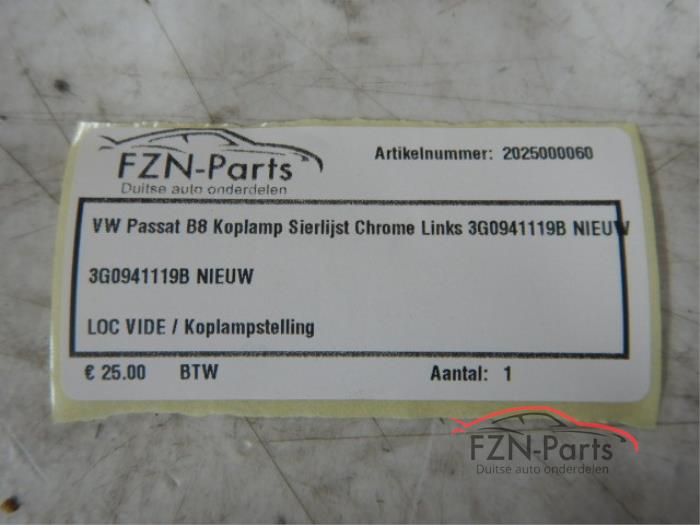 FZN-Parts
Duitse auto onderdelen
Artikelnummer: 2025000060
VW Passat B8 Koplamp Sierlijst Chrome Links 3G0941119B NIEUW
3G0941119B NIEUW
LOC VIDE / Koplampstelling
€ 25.00 BTW Aantal: 1
FZN-Parts
Duitse auto onderdelen